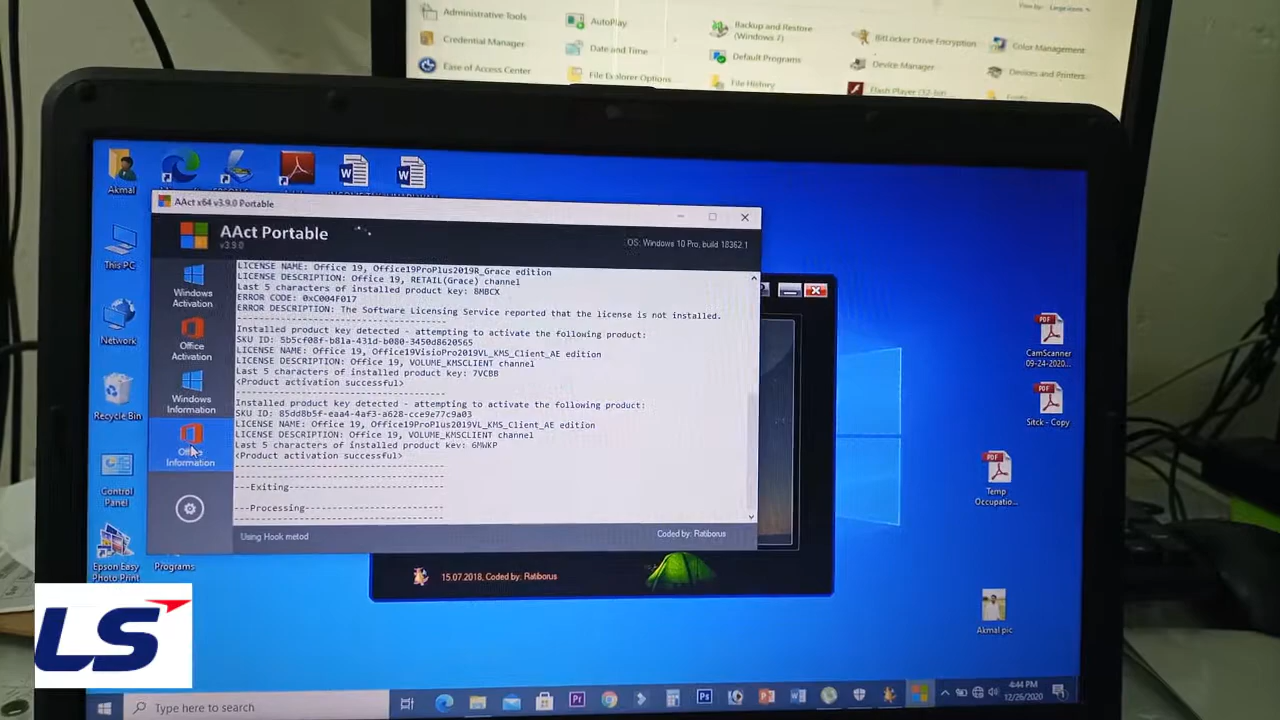 Administrative Tools
AutoPlay
Backup and Restore
(Windows 7)
BitLocker Drive Encryption
Color Management
Credential Manager
Date and Time
Default Programs
Device Manager
Devices and Printers
Ease of Access Center
File Explorer Options
File History
Flash Player (32-bit)
Akmal
This PC
Network
Recycle Bin
Control
Panel
Epson Easy
Photo Print
Programs
AAct x64 v3.9.0 Portable
AAct Portable
v3.9.0
OS: Windows 10 Pro, build 18362.1
Windows
Activation
Office
Activation
Windows
Information
Office
Information
LICENSE NAME: Office 19, Office19ProPlus2019R_Grace edition
LICENSE DESCRIPTION: Office 19, RETAIL(Grace) channel
Last 5 characters of installed product key: 8MBCX
ERROR CODE: 0xC004F017
ERROR DESCRIPTION: The Software Licensing Service reported that the license is not installed.
----------------------------------------
Installed product key detected - attempting to activate the following product:
SKU ID: 5b5cf08f-b81a-431d-b080-3450d8620565
LICENSE NAME: Office 19, Office19VisioPro2019VL_KMS_Client_AE edition
LICENSE DESCRIPTION: Office 19, VOLUME_KMSCLIENT channel
Last 5 characters of installed product key: 7VCBB
<Product activation successful>
----------------------------------------
Installed product key detected - attempting to activate the following product:
SKU ID: 85dd8b5f-eaa4-4af3-a628-cce9e77c9a03
LICENSE NAME: Office 19, Office19ProPlus2019VL_KMS_Client_AE edition
LICENSE DESCRIPTION: Office 19, VOLUME_KMSCLIENT channel
Last 5 characters of installed product key: 6MWKP
<Product activation successful>
----------------------------------------
----------------------------------------
---Exiting-----------------------------
---Processing--------------------------
----------------------------------------
Using Hook metod
Coded by: Ratiborus
15.07.2018, Coded by: Ratiborus
PDF
CamScanner
09-24-2020...
PDF
Sitck - Copy
PDF
Temp
Occupatio...
Akmal pic
LS
Type here to search
4:44 PM
12/26/2020